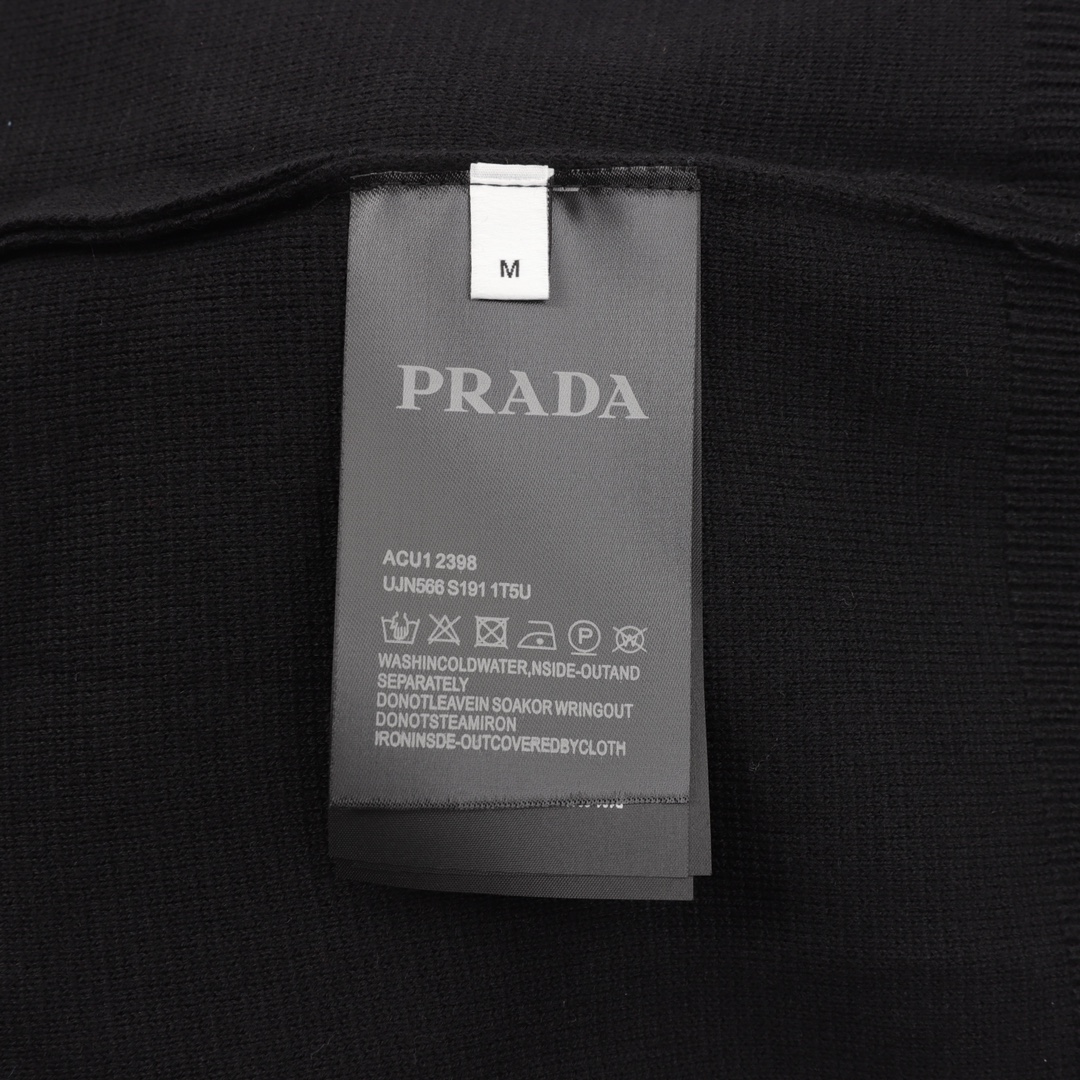 M
PRADA
ACU1 2398
UJN566 S191 1T5U
P
W
WASHINCOLDWATER,NSIDE-OUTAND
SEPARATELY
DONOTLEAVEIN SOAKOR WRINGOUT
DONOTSTEAMIRON
IRONINSDE-OUTCOVEREDBYCLOTH